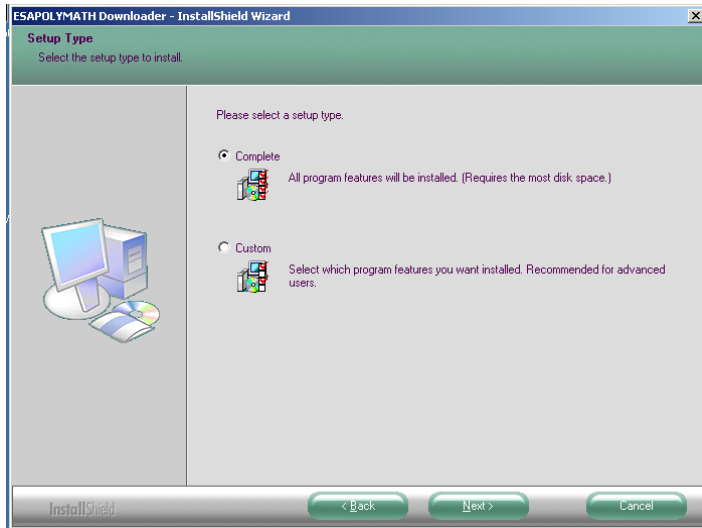 ESAPOLYMATH Downloader - InstallShield Wizard
Setup Type
Select the setup type to install.
Please select a setup type.
Complete
All program features will be installed. (Requires the most disk space.)
Custom
Select which program features you want installed. Recommended for advanced
users.
InstallShield
< Back
Next >
Cancel